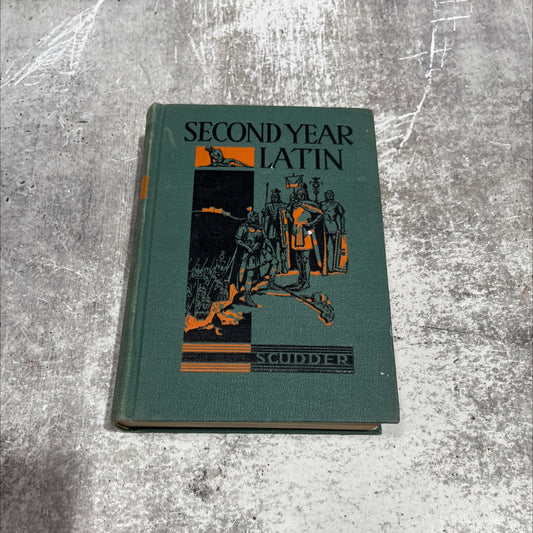 SECOND YEAR
LATIN
SCUDDER